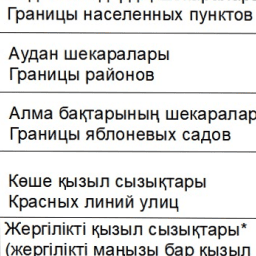 Границы населенных пунктов
Аудан шекаралары
Границы районов
Алма бақтарының
Границы яблоневых садов
Көше қызыл сызықтары
Красных линий улиц
Жергілікті қызыл сызықтары*
(жергілікті маңызы бар қызыл